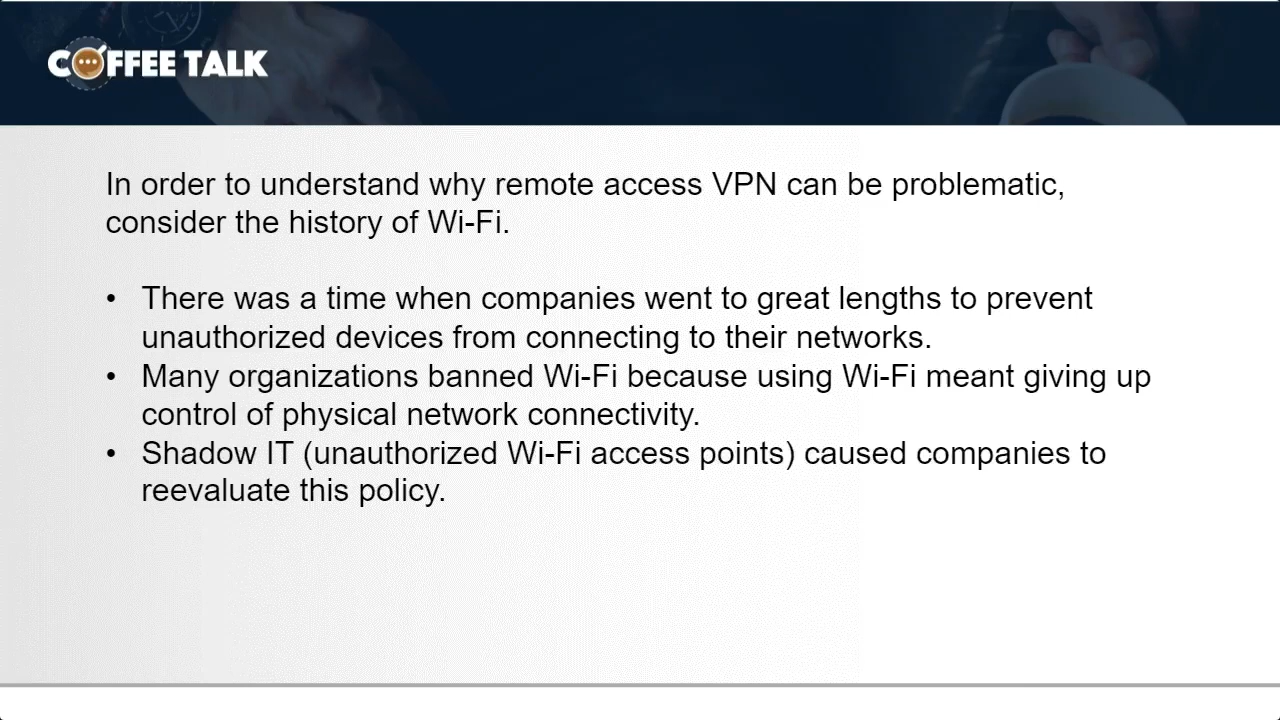 COFFEE TALK
In order to understand why remote access VPN can be problematic,
consider the history of Wi-Fi.
• There was a time when companies went to great lengths to prevent
unauthorized devices from connecting to their networks.
• Many organizations banned Wi-Fi because using Wi-Fi meant giving up
control of physical network connectivity.
• Shadow IT (unauthorized Wi-Fi access points) caused companies to
reevaluate this policy.